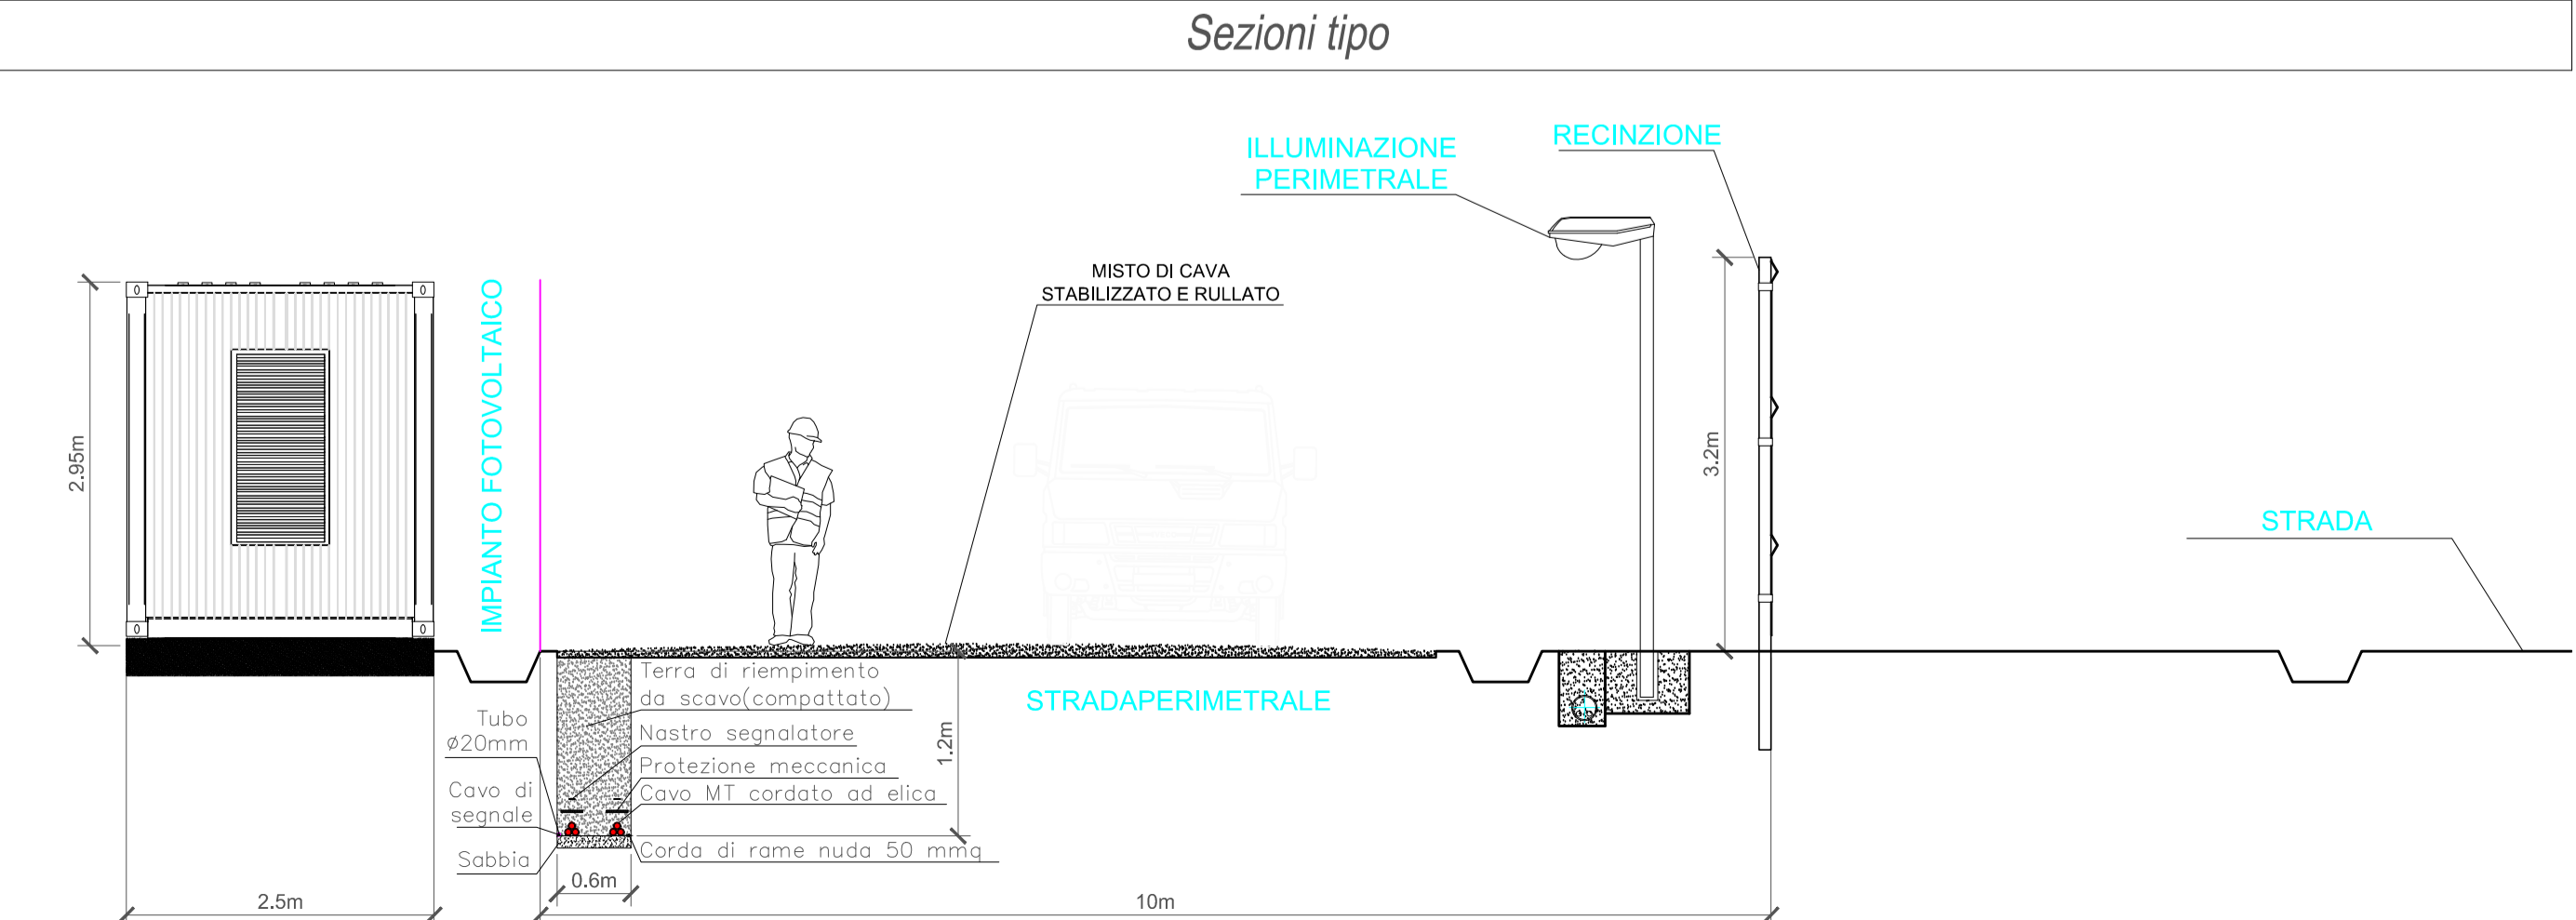 Sezioni tipo
ILLUMINAZIONE
PERIMETRALE
RECINZIONE
MISTO DI CAVA
STABILIZZATO E RULLATO
IMPIANTO FOTOVOLTAICO
2.95m
3.2m
STRADA
Terra di riempimento
da scavo(compattato)
STRADAPERIMETRALE
Tubo
ø20mm
Nastro segnalatore
1.2m
Protezione meccanica
Cavo di
segnale
Cavo MT cordato ad elica
Sabbia
Corda di rame nuda 50 mmq
0.6m
2.5m
10m